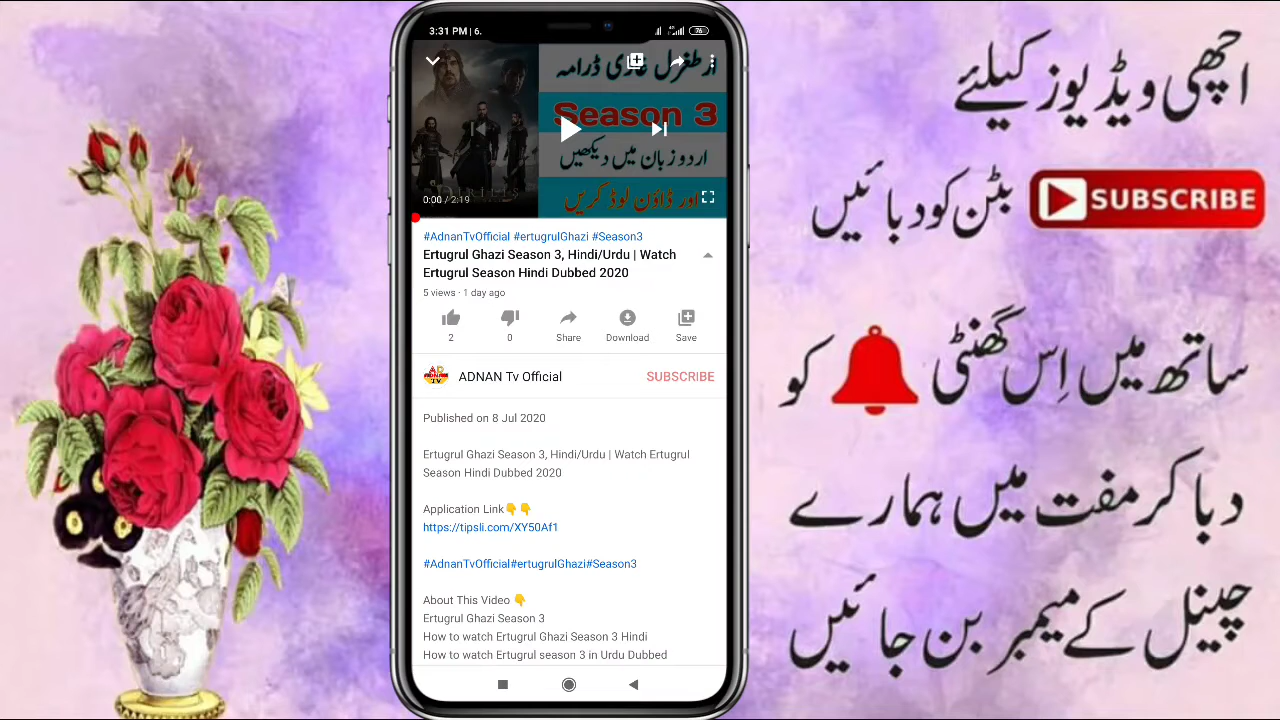 3:31 PM | 6.
76
ارطغرل غازی ڈرامہ
Season 3
اردو زبان میں دیکھیں
اور ڈاؤن لوڈ کریں
0:00 / 2:19
#AdnanTvOfficial #ertugrulGhazi #Season3
Ertugrul Ghazi Season 3, Hindi/Urdu | Watch
Ertugrul Season Hindi Dubbed 2020
5 views · 1 day ago
2
0
Share
Download
Save
ADNAN Tv Official
SUBSCRIBE
Published on 8 Jul 2020
Ertugrul Ghazi Season 3, Hindi/Urdu | Watch Ertugrul
Season Hindi Dubbed 2020
Application Link👇👇
https://tipsli.com/XY50Af1
#AdnanTvOfficial#ertugrulGhazi#Season3
About This Video 👇
Ertugrul Ghazi Season 3
How to watch Ertugrul Ghazi Season 3 Hindi
How to watch Ertugrul season 3 in Urdu Dubbed
اچھی ویڈیوز کیلئے
SUBSCRIBE بٹن کو دبائیں
ساتھ میں اِس گھنٹی کو
دبا کر مفت میں ہمارے
چینل کے میمبر بن جائیں